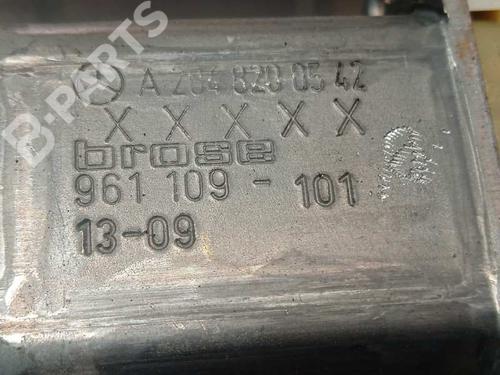 B-PARTS
A 204 820 05 42
X X X X X
brose
961 109 - 101
13-09